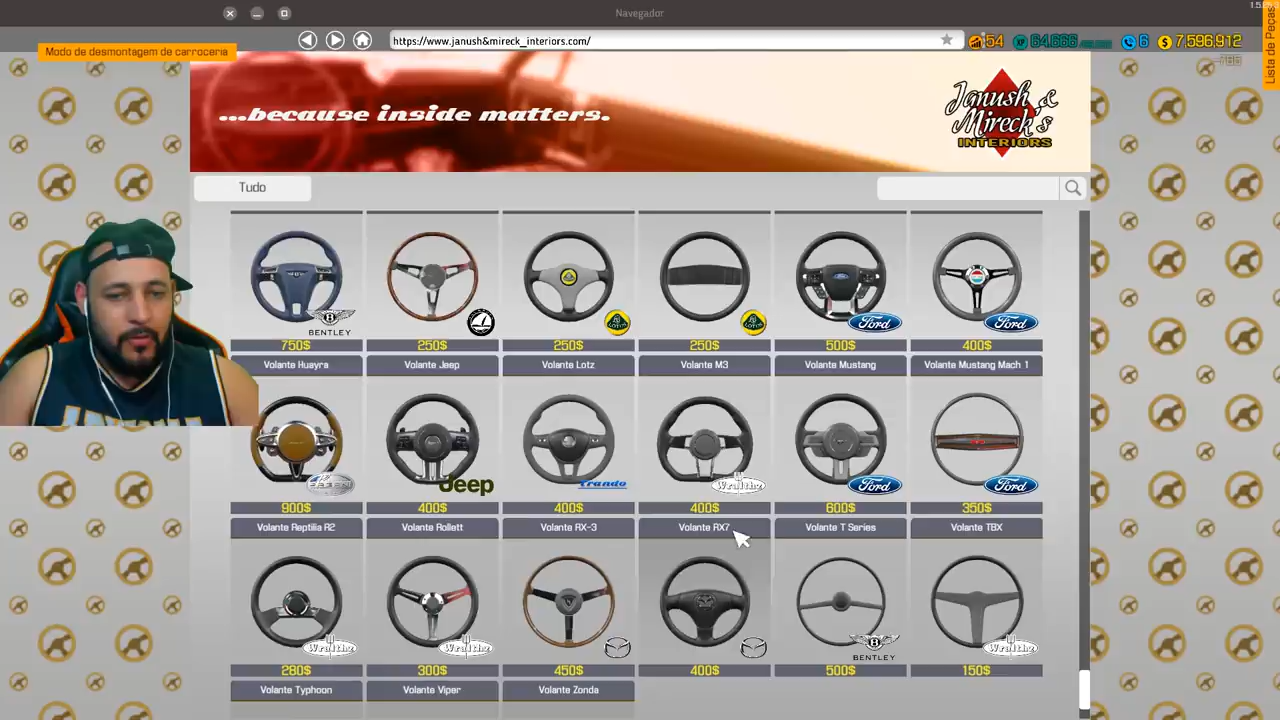 Navegador
Modo de desmontagem de carroceria
https://www.janush&mireck_interiors.com/
54
64.666
6
7,596,912
Lista de Peças
...because inside matters.
Janush &
Mireck's
INTERIORS
Tudo
BENTLEY
LOTUS
LOTUS
Ford
Ford
750$
250$
250$
250$
500$
400$
Volante Huayra
Volante Jeep
Volante Lotz
Volante M3
Volante Mustang
Volante Mustang Mach 1
Jeep
Ford
Ford
900$
400$
400$
400$
600$
350$
Volante Reptilia R2
Volante Rollett
Volante RX-3
Volante RX7
Volante T Series
Volante TBX
BENTLEY
280$
300$
450$
400$
500$
150$
Volante Typhoon
Volante Viper
Volante Zonda